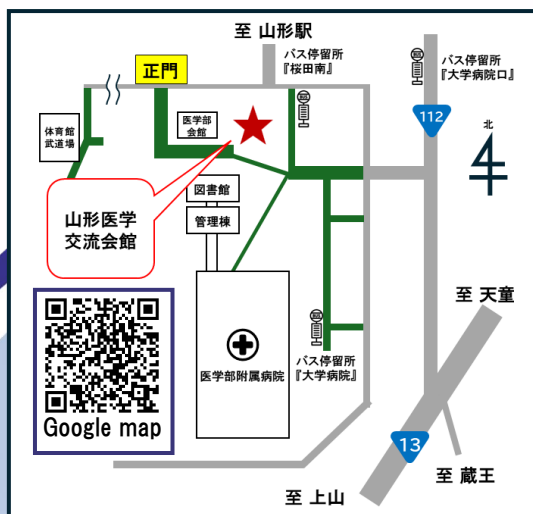 至 山形駅
正門
バス停留所
『桜田南』
バス停留所
『大学病院口』
112
北
体育館
武道場
医学部
会館
山形医学
交流会館
図書館
管理棟
至 天童
医学部附属病院
バス停留所
『大学病院』
Google map
13
至 蔵王
至 上山